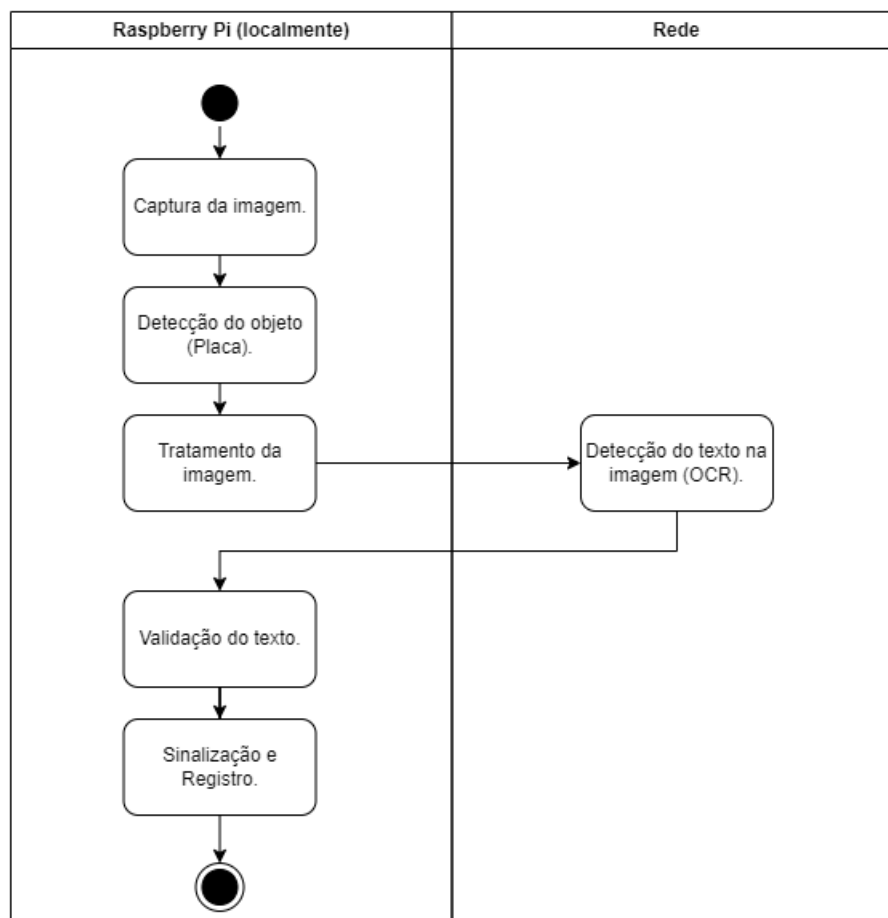 Raspberry Pi (localmente)
Rede
Captura da imagem.
Detecção do objeto
(Placa).
Tratamento da
imagem.
Detecção do texto na
imagem (OCR).
Validação do texto.
Sinalização e
Registro.